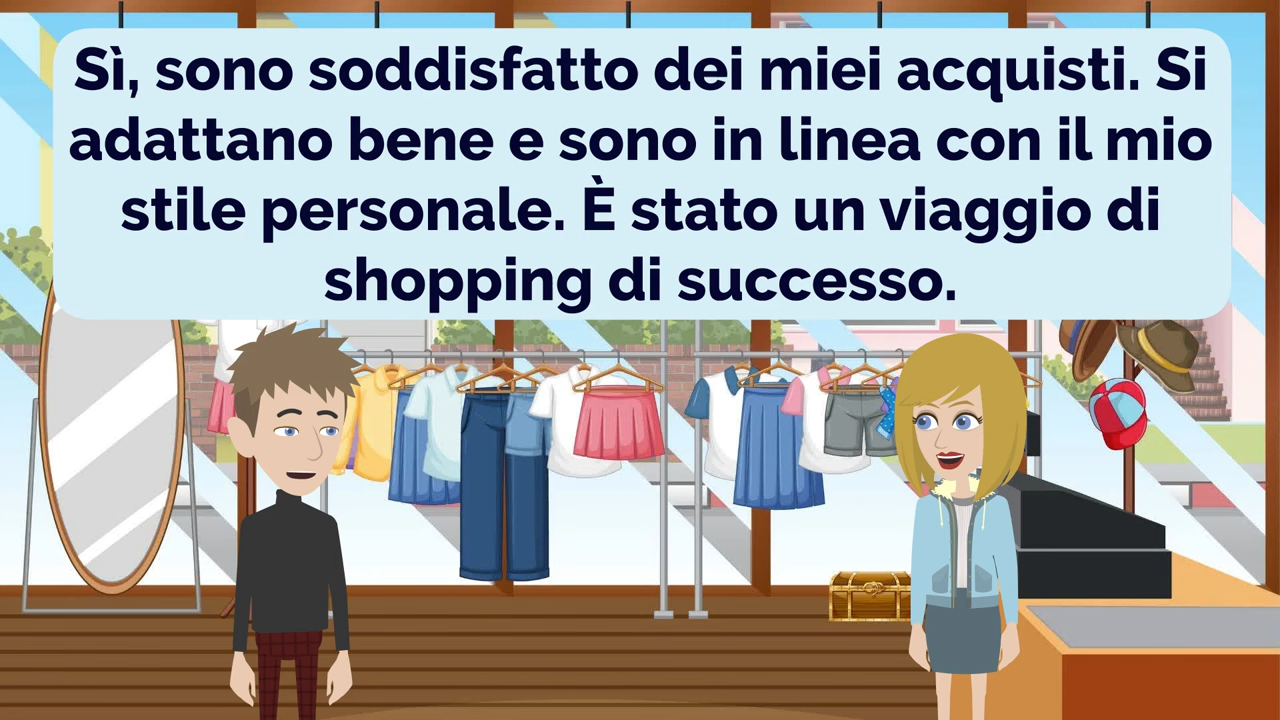 Sì, sono soddisfatto dei miei acquisti. Si
adattano bene e sono in linea con il mio
stile personale. È stato un viaggio di
shopping di successo.